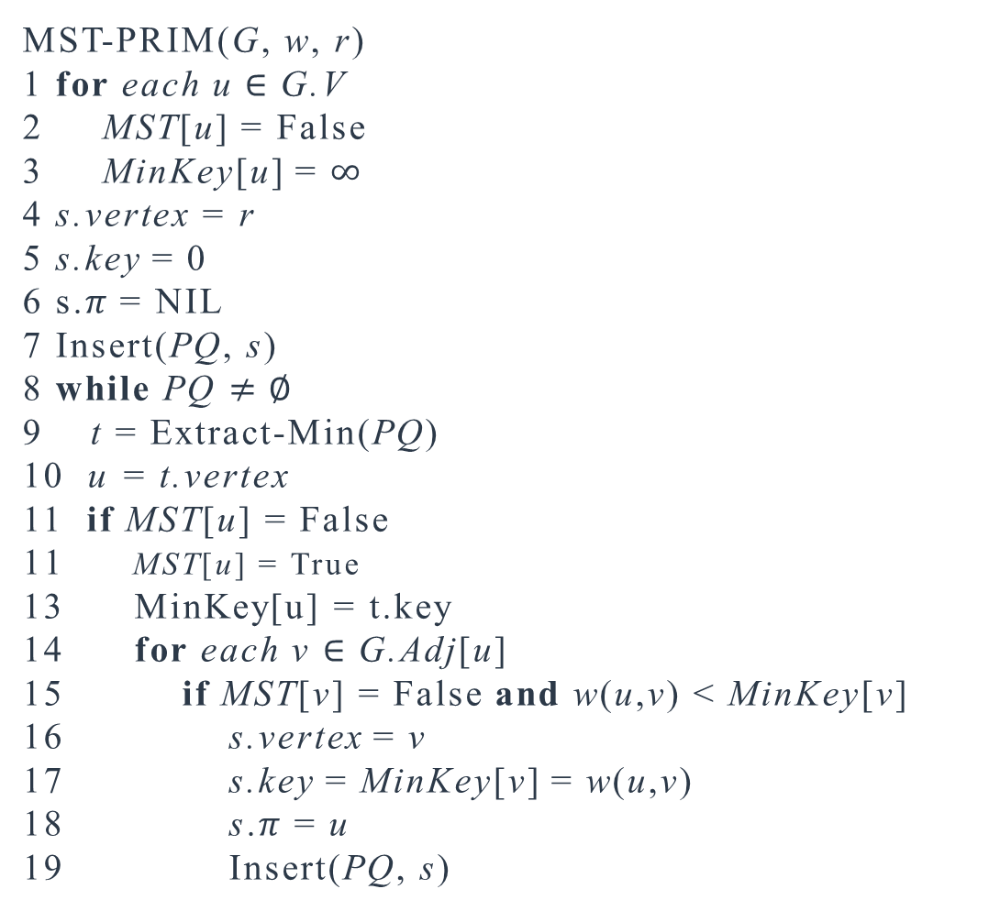 MST-PRIM(G, w, r)
1 for each u ∈ G.V
2 MST[u] = False
3 MinKey[u] = ∞
4 s.vertex = r
5 s.key = 0
6 s.π = NIL
7 Insert(PQ, s)
8 while PQ ≠ ∅
9 t = Extract-Min(PQ)
10 u = t.vertex
11 if MST[u] = False
11 MST[u] = True
13 MinKey[u] = t.key
14 for each v ∈ G.Adj[u]
15 if MST[v] = False and w(u,v) < MinKey[v]
16 s.vertex = v
17 s.key = MinKey[v] = w(u,v)
18 s.π = u
19 Insert(PQ, s)